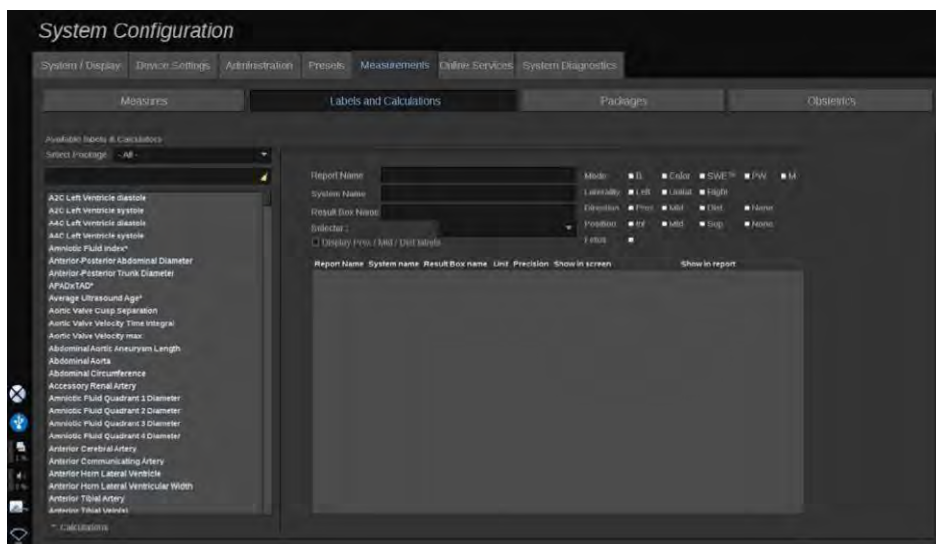 System Configuration
System / Display Device Settings Administration Presets Measurements Online Services System Diagnostics
Measures Labels and Calculations Packages Obstetrics
Available labels & Calculators
Select Package - All -
Report Name
System Name
Result Box Name
Selector :
Display Prox / Mid / Dist labels
Mode B Color SWE™ PW M
Laterality Left Global Right
Direction Prox Mid Dist None
Position Inf Mid Sup None
Fetus
Report Name System name Result Box name Unit Precision Show in screen Show in report
A2C Left Ventricle diastole
A2C Left Ventricle systole
A4C Left Ventricle diastole
A4C Left Ventricle systole
Amniotic Fluid Index*
Anterior-Posterior Abdominal Diameter
Anterior-Posterior Trunk Diameter
APADxTAD*
Average Ultrasound Age*
Aortic Valve Cusp Separation
Aortic Valve Velocity Time Integral
Aortic Valve Velocity max
Abdominal Aortic Aneurysm Length
Abdominal Aorta
Abdominal Circumference
Accessory Renal Artery
Amniotic Fluid Quadrant 1 Diameter
Amniotic Fluid Quadrant 2 Diameter
Amniotic Fluid Quadrant 3 Diameter
Amniotic Fluid Quadrant 4 Diameter
Anterior Cerebral Artery
Anterior Communicating Artery
Anterior Horn Lateral Ventricle
Anterior Horn Lateral Ventricular Width
Anterior Tibial Artery
Anterior Tibial Vein(s)
* Calculations